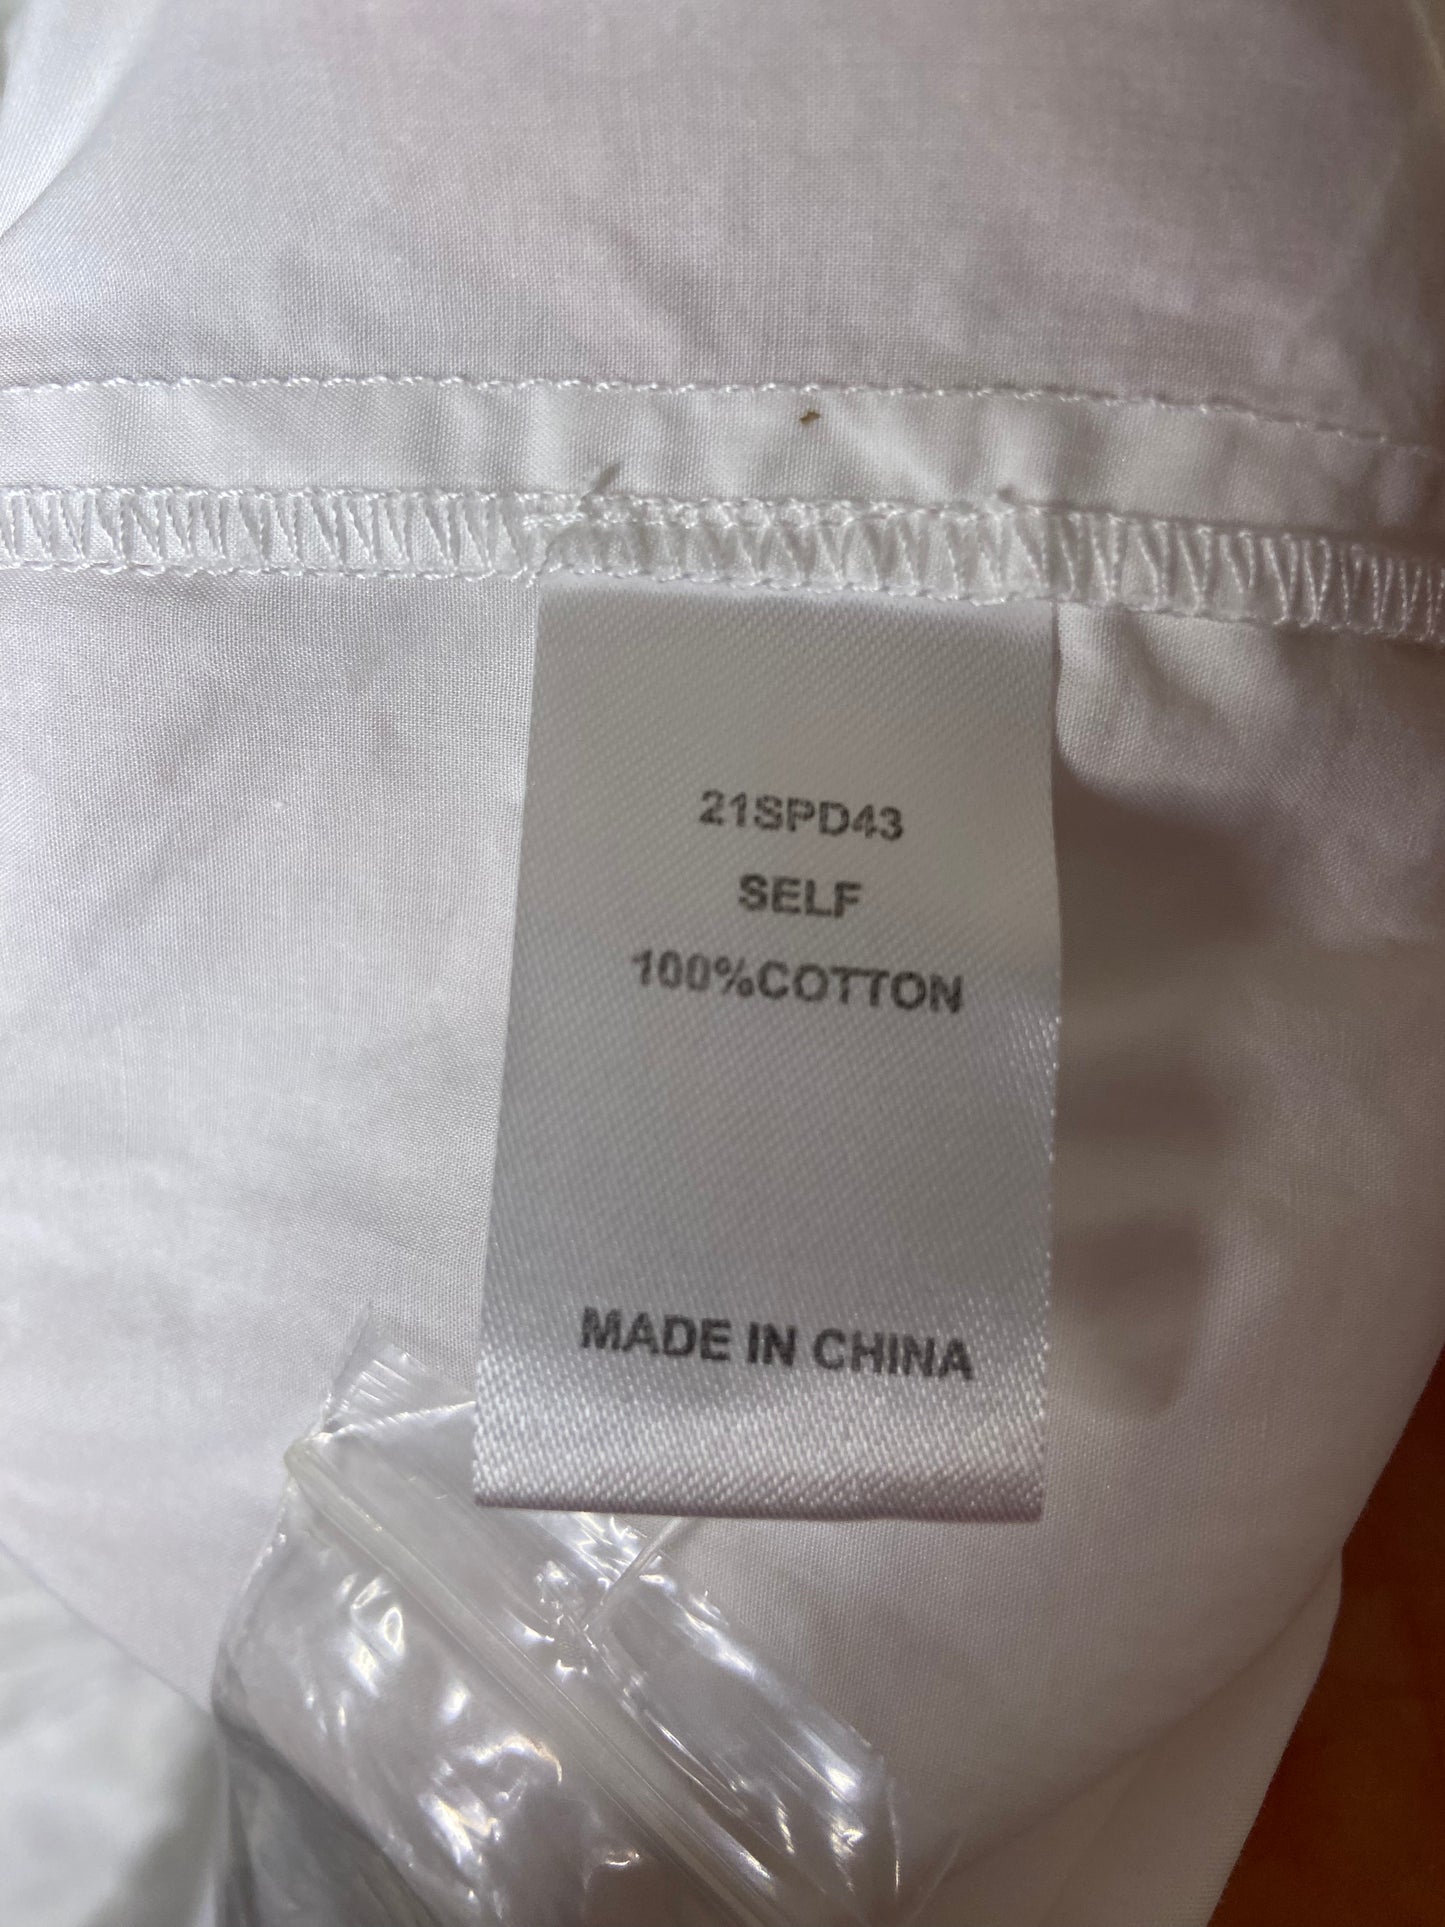 21SPD43
SELF
100%COTTON
MADE IN CHINA